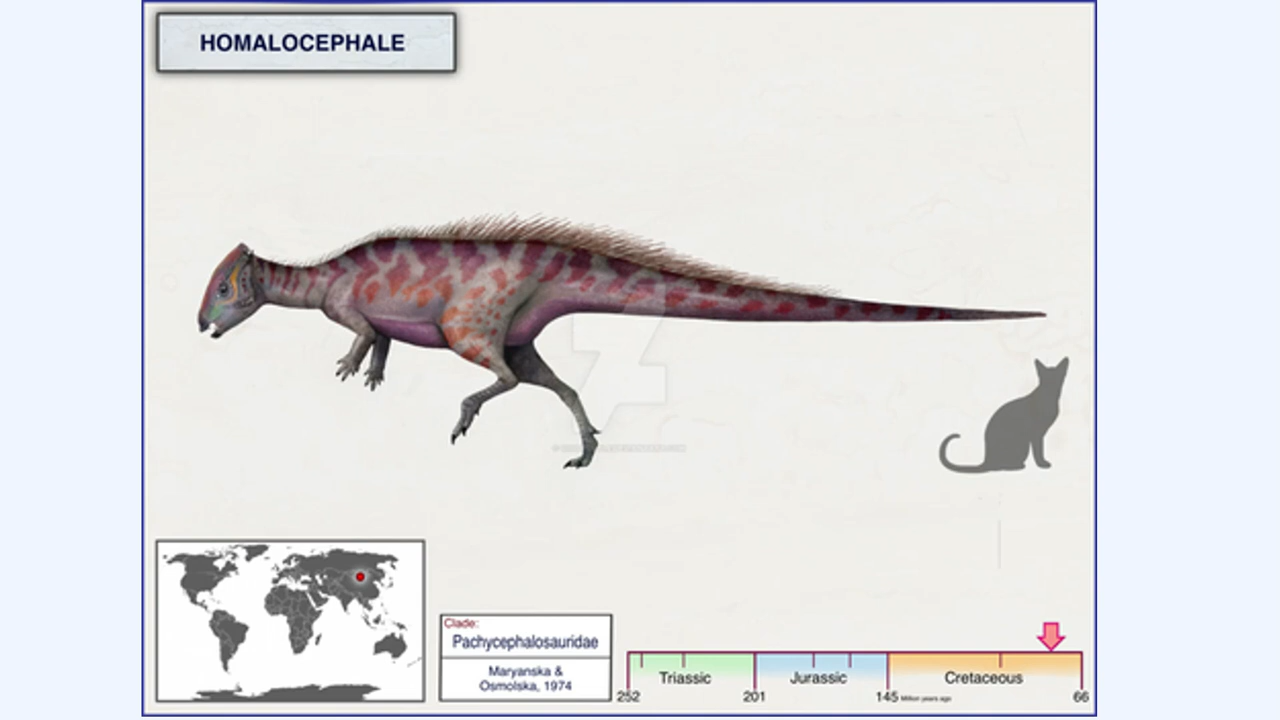 HOMALOCEPHALE
Clade:
Pachycephalosauridae
Maryanska &
Osmolska, 1974
Triassic
Jurassic
Cretaceous
252
201
145 Million years ago
66